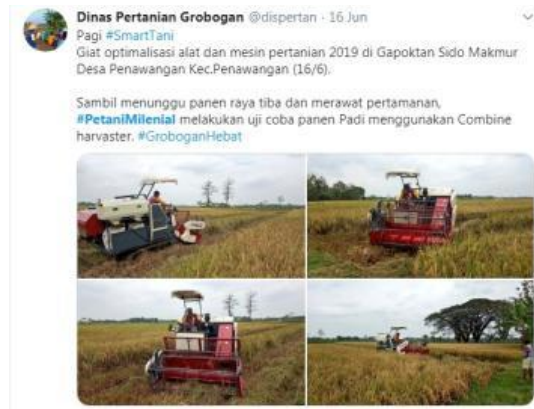 Dinas Pertanian Grobogan @dispertan · 16 Jun
Pagi #SmartTani
Giat optimalisasi alat dan mesin pertanian 2019 di Gapoktan Sido Makmur
Desa Penawangan Kec.Penawangan (16/6).
Sambil menunggu panen raya tiba dan merawat pertamanan,
#PetaniMilenial melakukan uji coba panen Padi menggunakan Combine
harvaster. #GroboganHebat